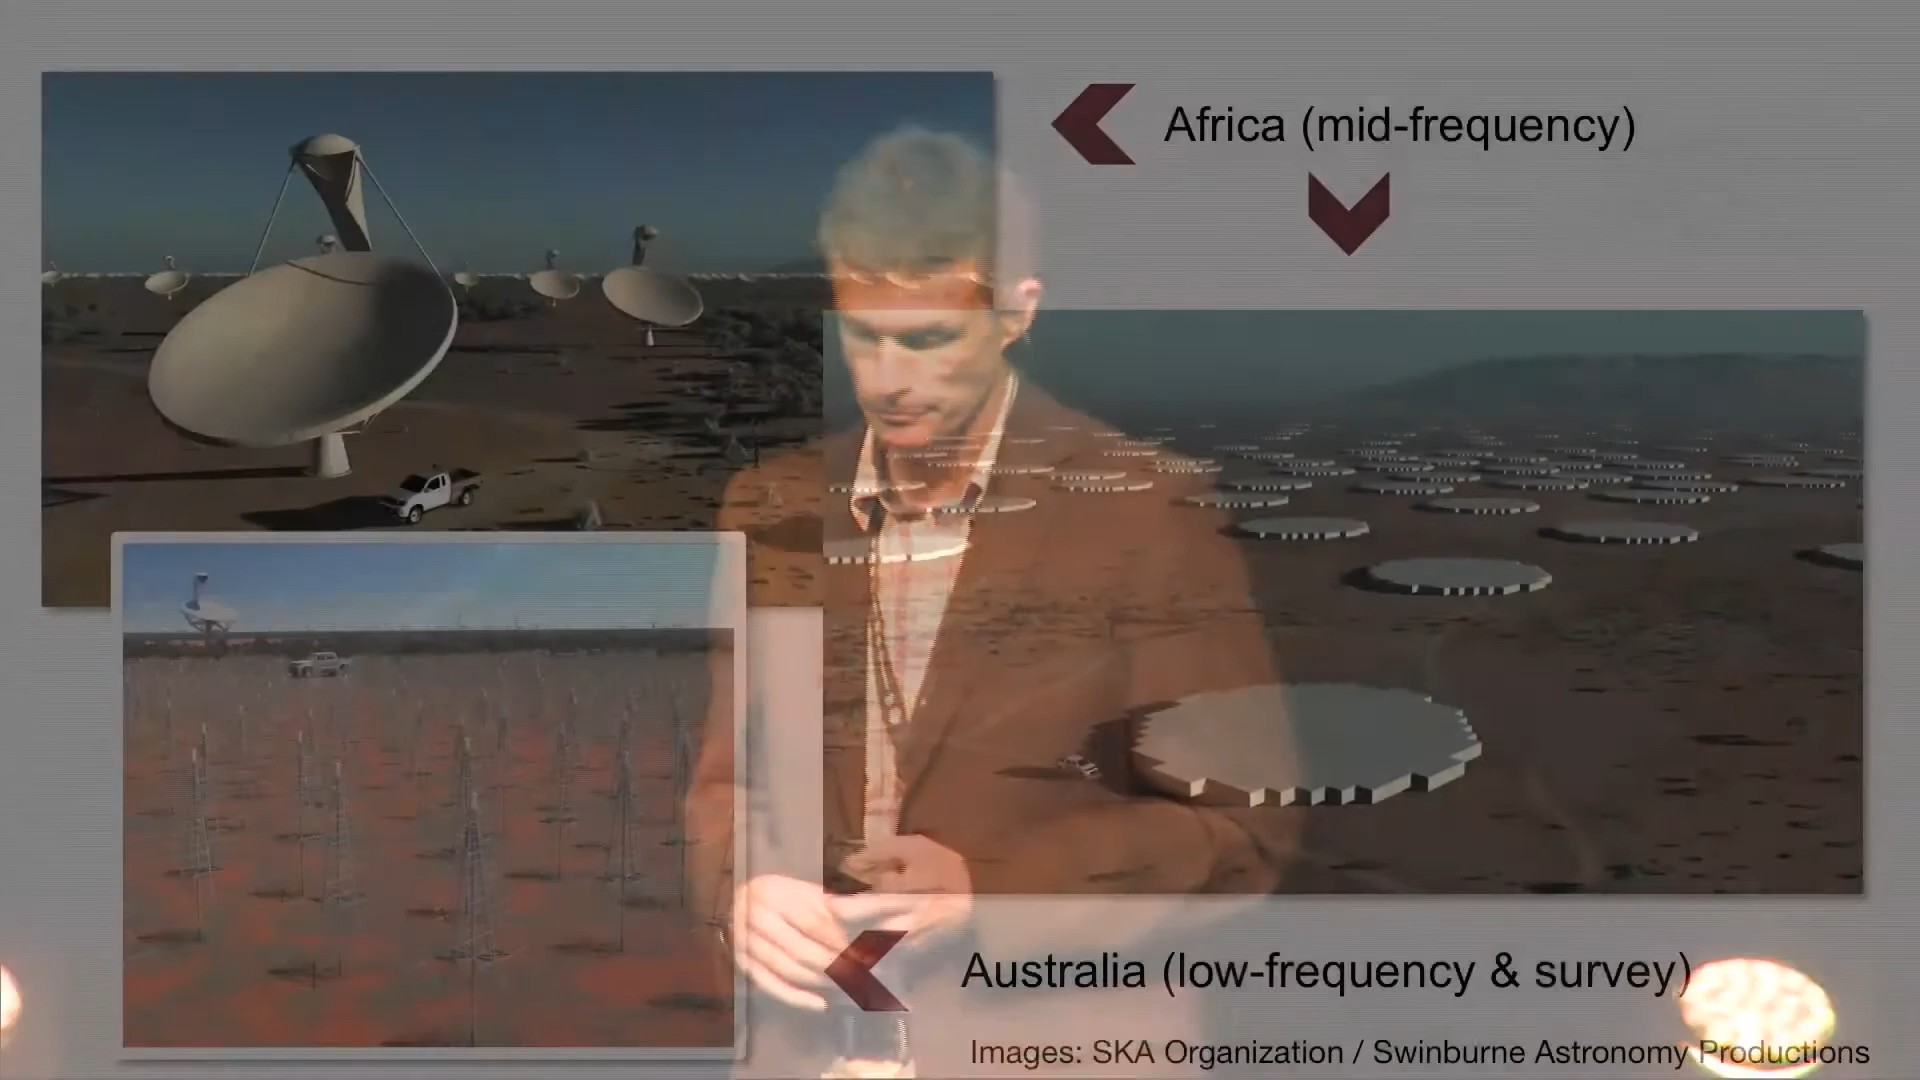 Africa (mid-frequency)
Australia (low-frequency & survey)
Images: SKA Organization / Swinburne Astronomy Productions